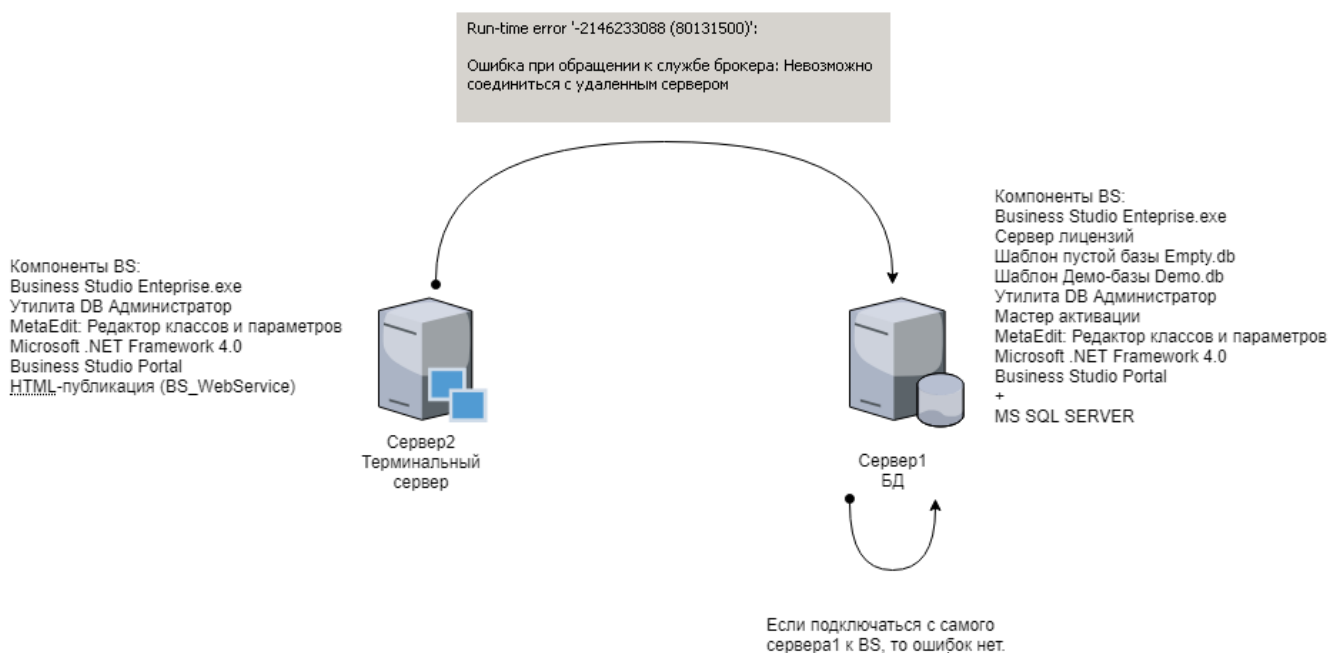 Run-time error '-2146233088 (80131500)':
Ошибка при обращении к службе брокера: Невозможно
соединиться с удаленным сервером
Компоненты BS:
Business Studio Enteprise.exe
Утилита DB Администратор
MetaEdit: Редактор классов и параметров
Microsoft .NET Framework 4.0
Business Studio Portal
HTML-публикация (BS_WebService)
Сервер2
Терминальный
сервер
Компоненты BS:
Business Studio Enteprise.exe
Сервер лицензий
Шаблон пустой базы Empty.db
Шаблон Демо-базы Demo.db
Утилита DB Администратор
Мастер активации
MetaEdit: Редактор классов и параметров
Microsoft .NET Framework 4.0
Business Studio Portal
+
MS SQL SERVER
Сервер1
БД
Если подключаться с самого
сервера1 к BS, то ошибок нет.